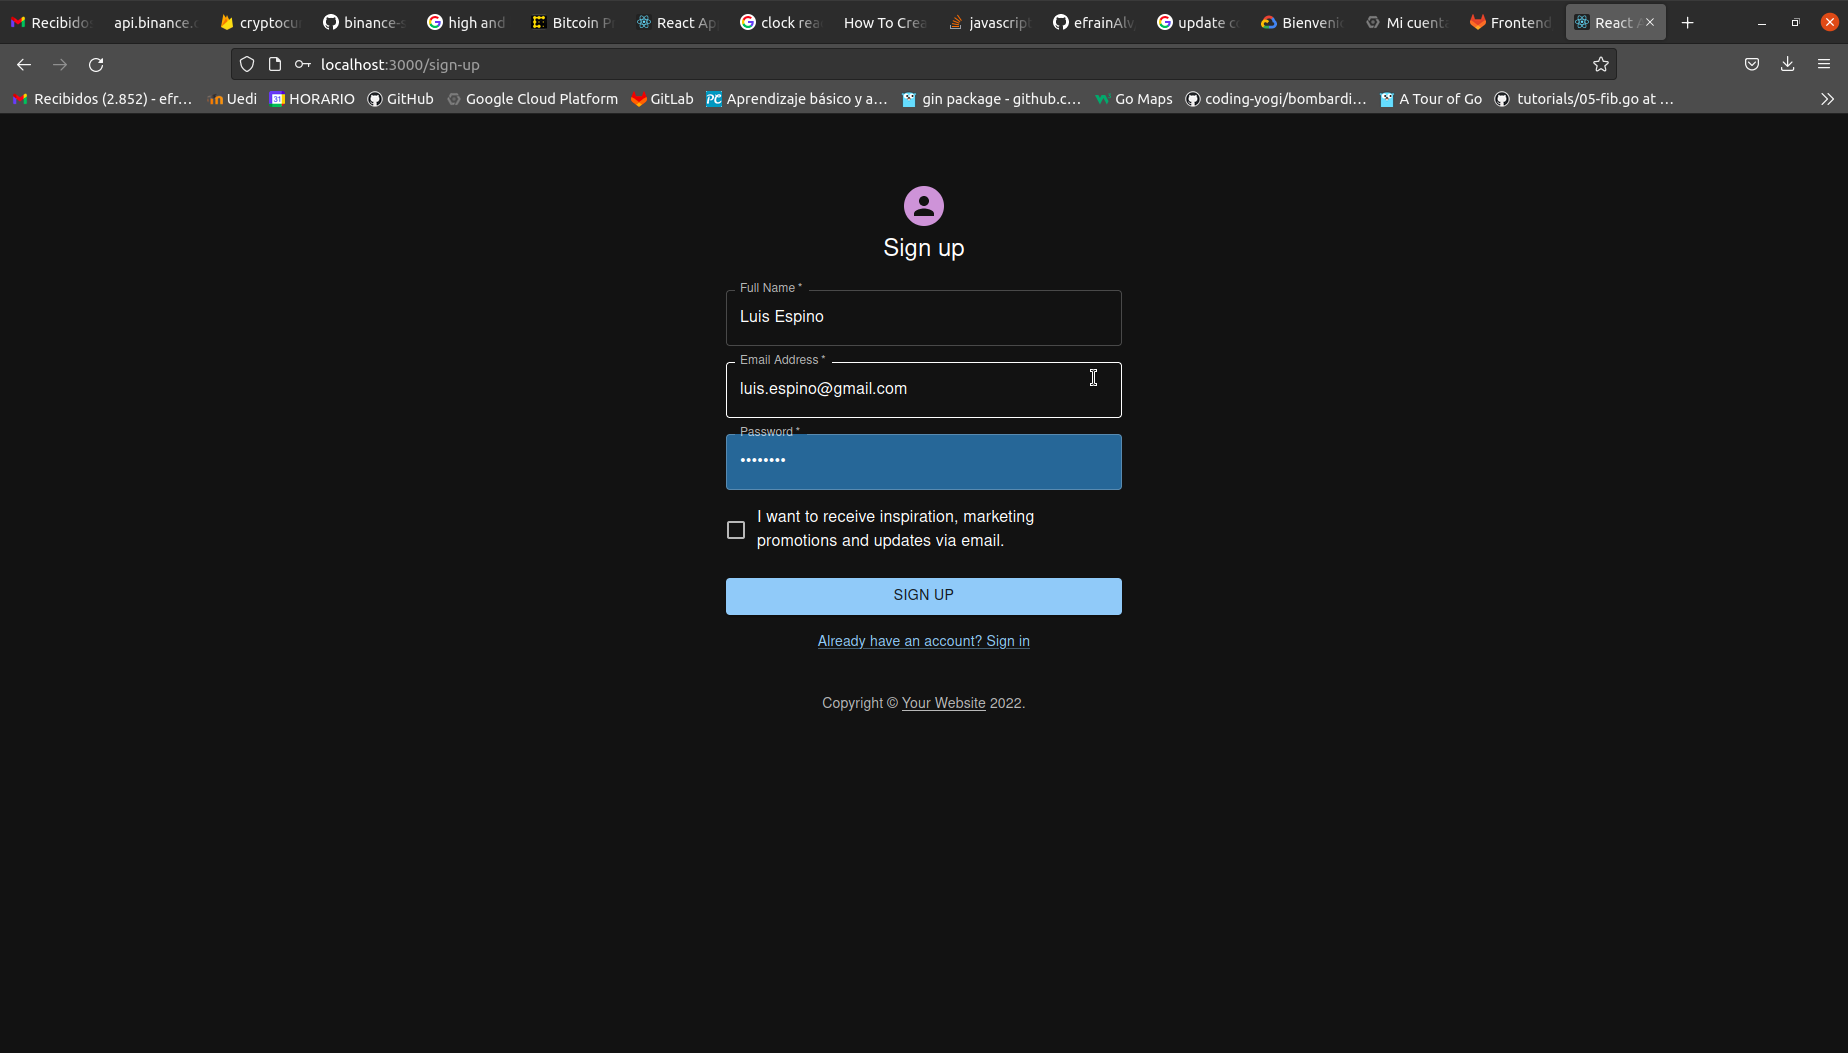 Recibidos api.binance.c cryptocu binance-s high and Bitcoin P React Ap clock rea How To Crea javascript efrainAlv update c Bienveni Mi cuenta Frontend React A
localhost:3000/sign-up
Recibidos (2.852) - efr... Uedi HORARIO GitHub Google Cloud Platform GitLab Aprendizaje básico y a... gin package - github.c... Go Maps coding-yogi/bombardi... A Tour of Go tutorials/05-fib.go at ...
Sign up
Full Name *
Luis Espino
Email Address *
luis.espino@gmail.com
Password *
••••••••
I want to receive inspiration, marketing
promotions and updates via email.
SIGN UP
Already have an account? Sign in
Copyright © Your Website 2022.